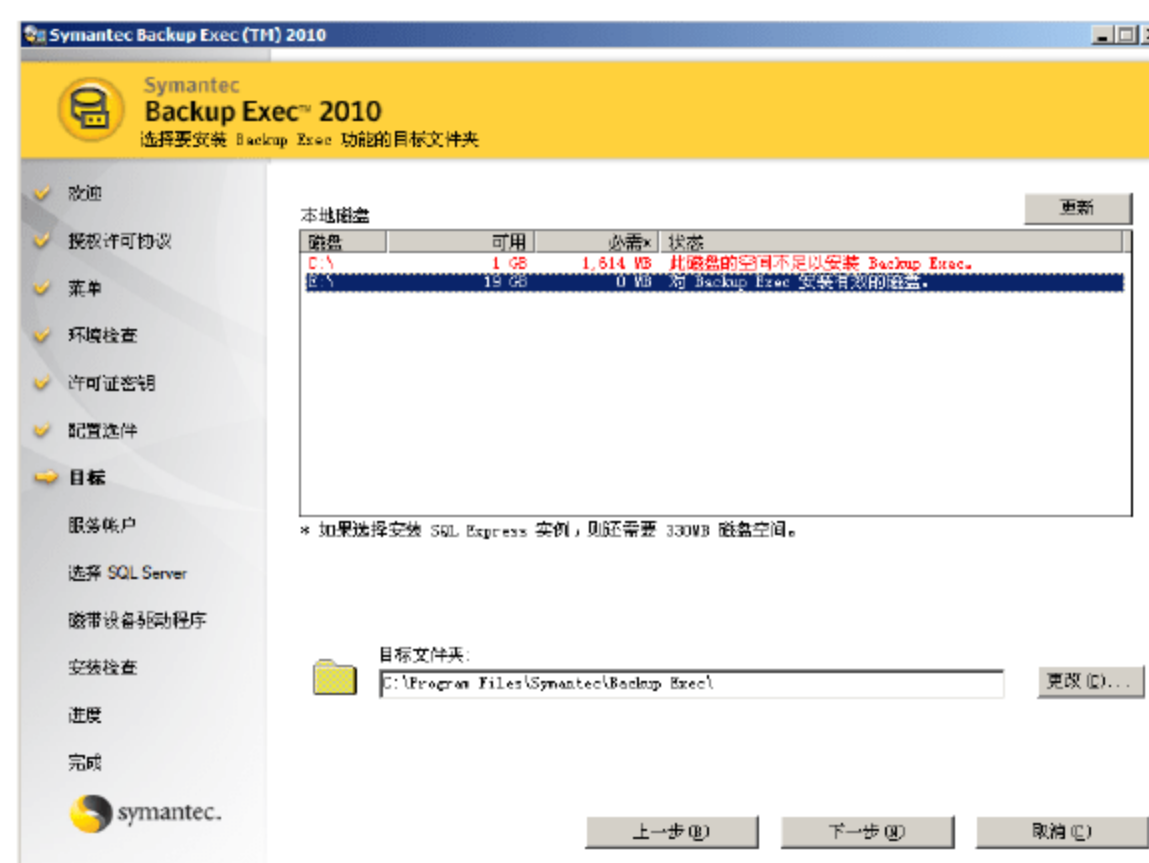 Symantec Backup Exec (TM) 2010
Symantec
Backup Exec™ 2010
选择要安装 Backup Exec 功能的目标文件夹
欢迎
授权许可协议
菜单
环境检查
许可证密钥
配置选件
目标
服务帐户
选择 SQL Server
磁带设备驱动程序
安装检查
进度
完成
symantec.
本地磁盘
更新
磁盘 可用 必需* 状态
C:\ 1 GB 1,614 MB 此磁盘的空间不足以安装 Backup Exec。
E:\ 19 GB 0 MB 对 Backup Exec 安装有效的磁盘。
* 如果选择安装 SQL Express 实例，则还需要 330MB 磁盘空间。
目标文件夹:
C:\Program Files\Symantec\Backup Exec\
更改(C)...
上一步(B) 下一步(N) 取消(C)